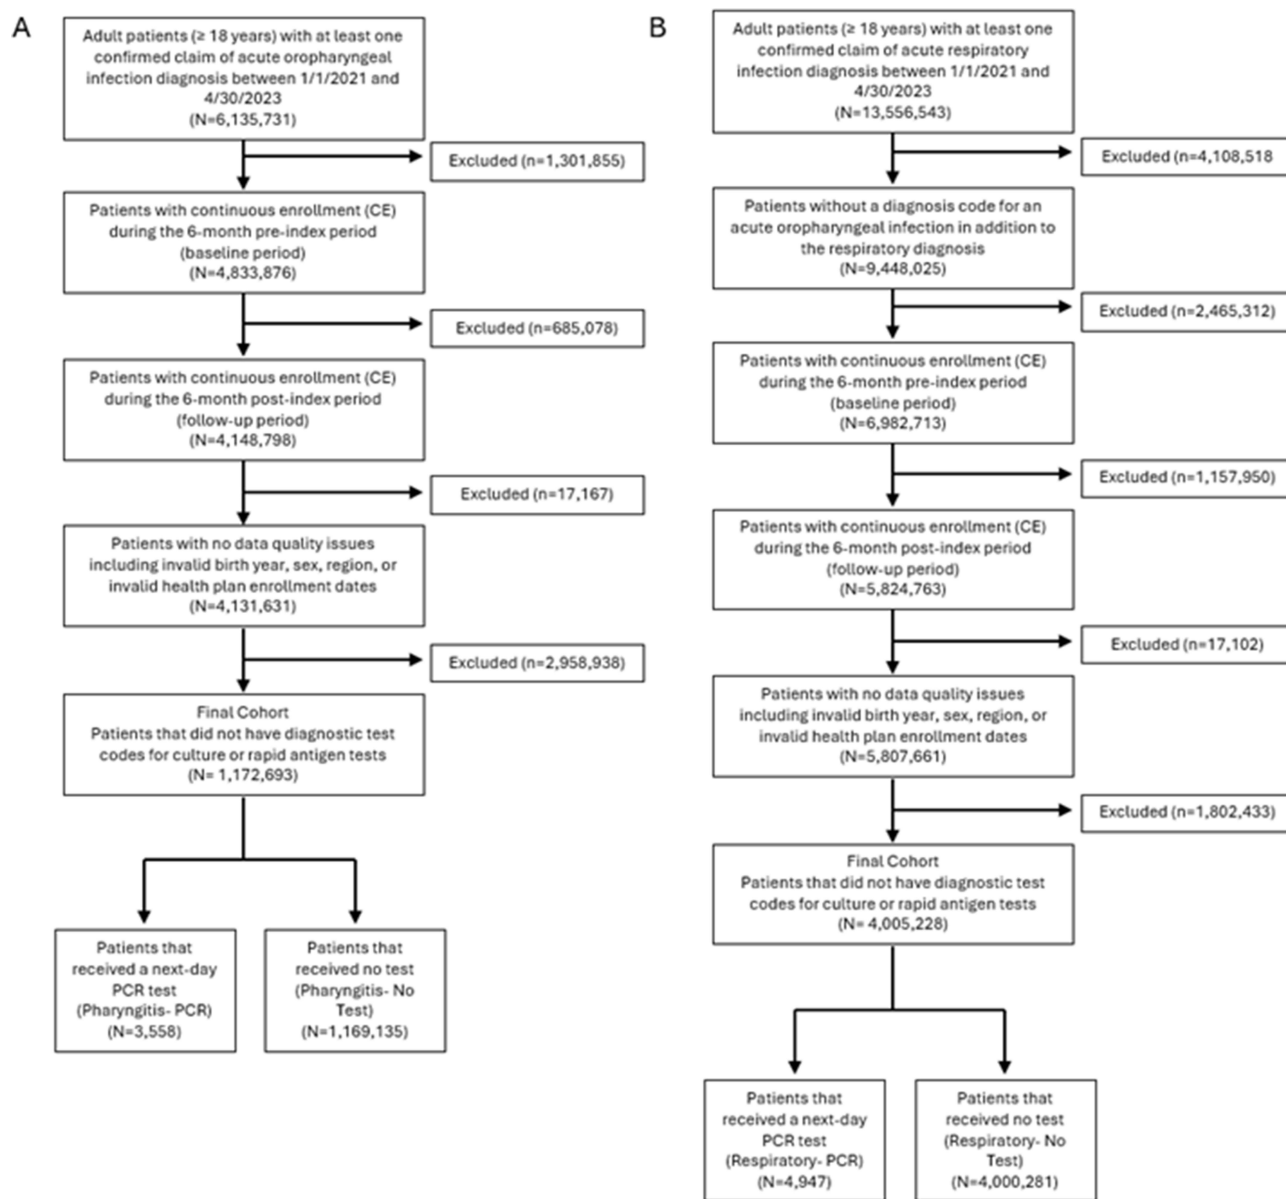 A
Adult patients (≥ 18 years) with at least one
confirmed claim of acute oropharyngeal
infection diagnosis between 1/1/2021 and
4/30/2023
(N=6,135,731)
Excluded (n=1,301,855)
Patients with continuous enrollment (CE)
during the 6-month pre-index period
(baseline period)
(N=4,833,876)
Excluded (n=685,078)
Patients with continuous enrollment (CE)
during the 6-month post-index period
(follow-up period)
(N=4,148,798)
Excluded (n=17,167)
Patients with no data quality issues
including invalid birth year, sex, region, or
invalid health plan enrollment dates
(N=4,131,631)
Excluded (n=2,958,938)
Final Cohort
Patients that did not have diagnostic test
codes for culture or rapid antigen tests
(N= 1,172,693)
Patients that
received a next-day
PCR test
(Pharyngitis- PCR)
(N=3,558)
Patients that
received no test
(Pharyngitis- No
Test)
(N=1,169,135)
B
Adult patients (≥ 18 years) with at least one
confirmed claim of acute respiratory
infection diagnosis between 1/1/2021 and
4/30/2023
(N=13,556,543)
Excluded (n=4,108,518
Patients without a diagnosis code for an
acute oropharyngeal infection in addition to
the respiratory diagnosis
(N=9,448,025)
Excluded (n=2,465,312)
Patients with continuous enrollment (CE)
during the 6-month pre-index period
(baseline period)
(N=6,982,713)
Excluded (n=1,157,950)
Patients with continuous enrollment (CE)
during the 6-month post-index period
(follow-up period)
(N=5,824,763)
Excluded (n=17,102)
Patients with no data quality issues
including invalid birth year, sex, region, or
invalid health plan enrollment dates
(N=5,807,661)
Excluded (n=1,802,433)
Final Cohort
Patients that did not have diagnostic test
codes for culture or rapid antigen tests
(N= 4,005,228)
Patients that
received a next-day
PCR test
(Respiratory- PCR)
(N=4,947)
Patients that
received no test
(Respiratory- No
Test)
(N=4,000,281)